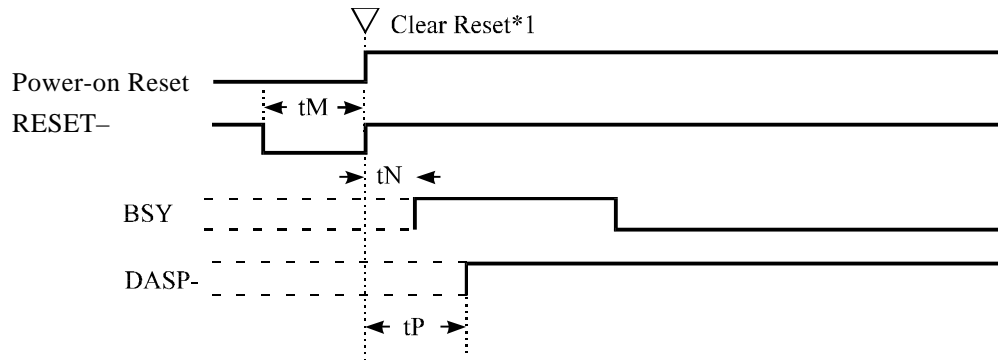 Clear Reset*1
Power-on Reset
tM
RESET–
tN
BSY
DASP-
tP